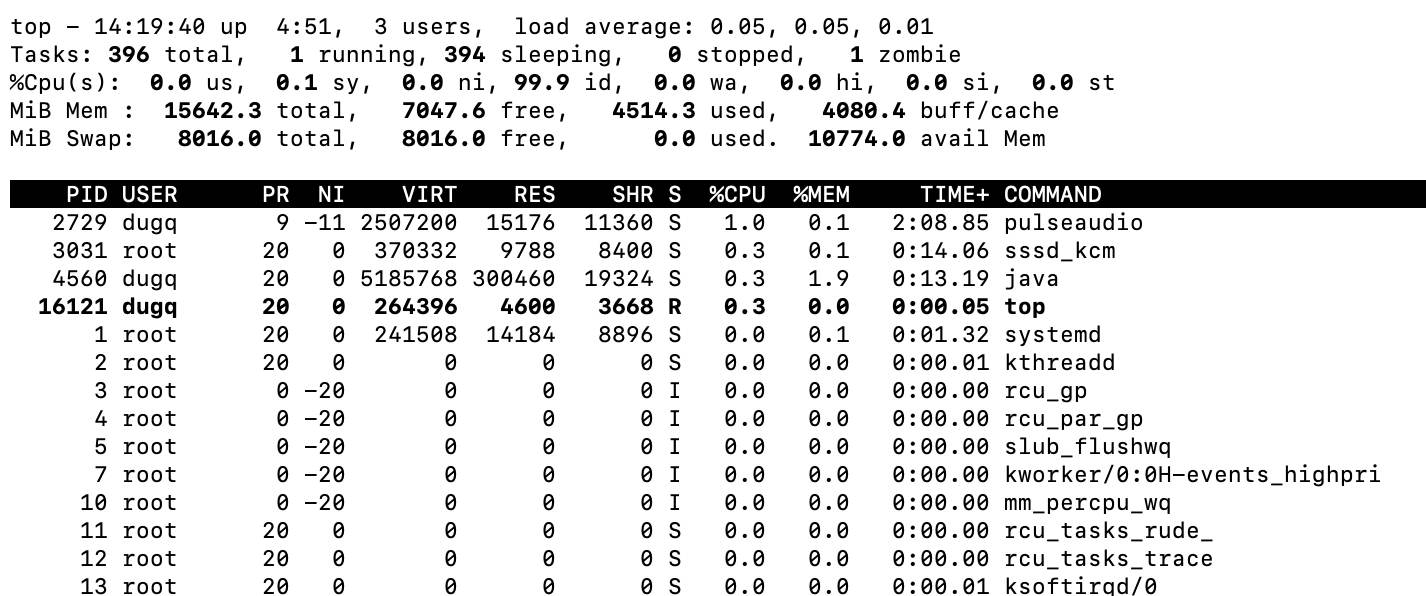 top - 14:19:40 up  4:51,  3 users,  load average: 0.05, 0.05, 0.01
Tasks: 396 total,   1 running, 394 sleeping,   0 stopped,   1 zombie
%Cpu(s):  0.0 us,  0.1 sy,  0.0 ni, 99.9 id,  0.0 wa,  0.0 hi,  0.0 si,  0.0 st
MiB Mem :  15642.3 total,   7047.6 free,   4514.3 used,   4080.4 buff/cache
MiB Swap:   8016.0 total,   8016.0 free,      0.0 used.  10774.0 avail Mem
    PID USER      PR  NI    VIRT    RES    SHR S  %CPU  %MEM     TIME+ COMMAND
   2729 dugq       9 -11 2507200  15176  11360 S   1.0   0.1   2:08.85 pulseaudio
   3031 root      20   0  370332   9788   8400 S   0.3   0.1   0:14.06 sssd_kcm
   4560 dugq      20   0 5185768 300460  19324 S   0.3   1.9   0:13.19 java
  16121 dugq      20   0  264396   4600   3668 R   0.3   0.0   0:00.05 top
      1 root      20   0  241508  14184   8896 S   0.0   0.1   0:01.32 systemd
      2 root      20   0       0      0      0 S   0.0   0.0   0:00.01 kthreadd
      3 root       0 -20       0      0      0 I   0.0   0.0   0:00.00 rcu_gp
      4 root       0 -20       0      0      0 I   0.0   0.0   0:00.00 rcu_par_gp
      5 root       0 -20       0      0      0 I   0.0   0.0   0:00.00 slub_flushwq
      7 root       0 -20       0      0      0 I   0.0   0.0   0:00.00 kworker/0:0H-events_highpri
     10 root       0 -20       0      0      0 I   0.0   0.0   0:00.00 mm_percpu_wq
     11 root      20   0       0      0      0 S   0.0   0.0   0:00.00 rcu_tasks_rude_
     12 root      20   0       0      0      0 S   0.0   0.0   0:00.00 rcu_tasks_trace
     13 root      20   0       0      0      0 S   0.0   0.0   0:00.01 ksoftirqd/0